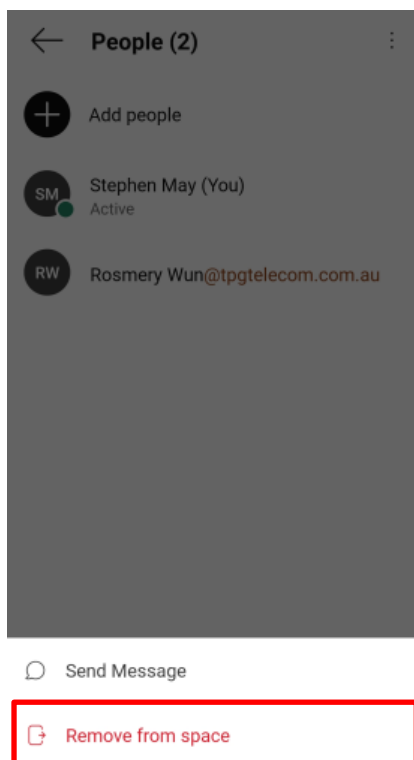 People (2)
Add people
SM
Stephen May (You)
Active
RW
Rosmery Wun@tpgtelecom.com.au
Send Message
Remove from space